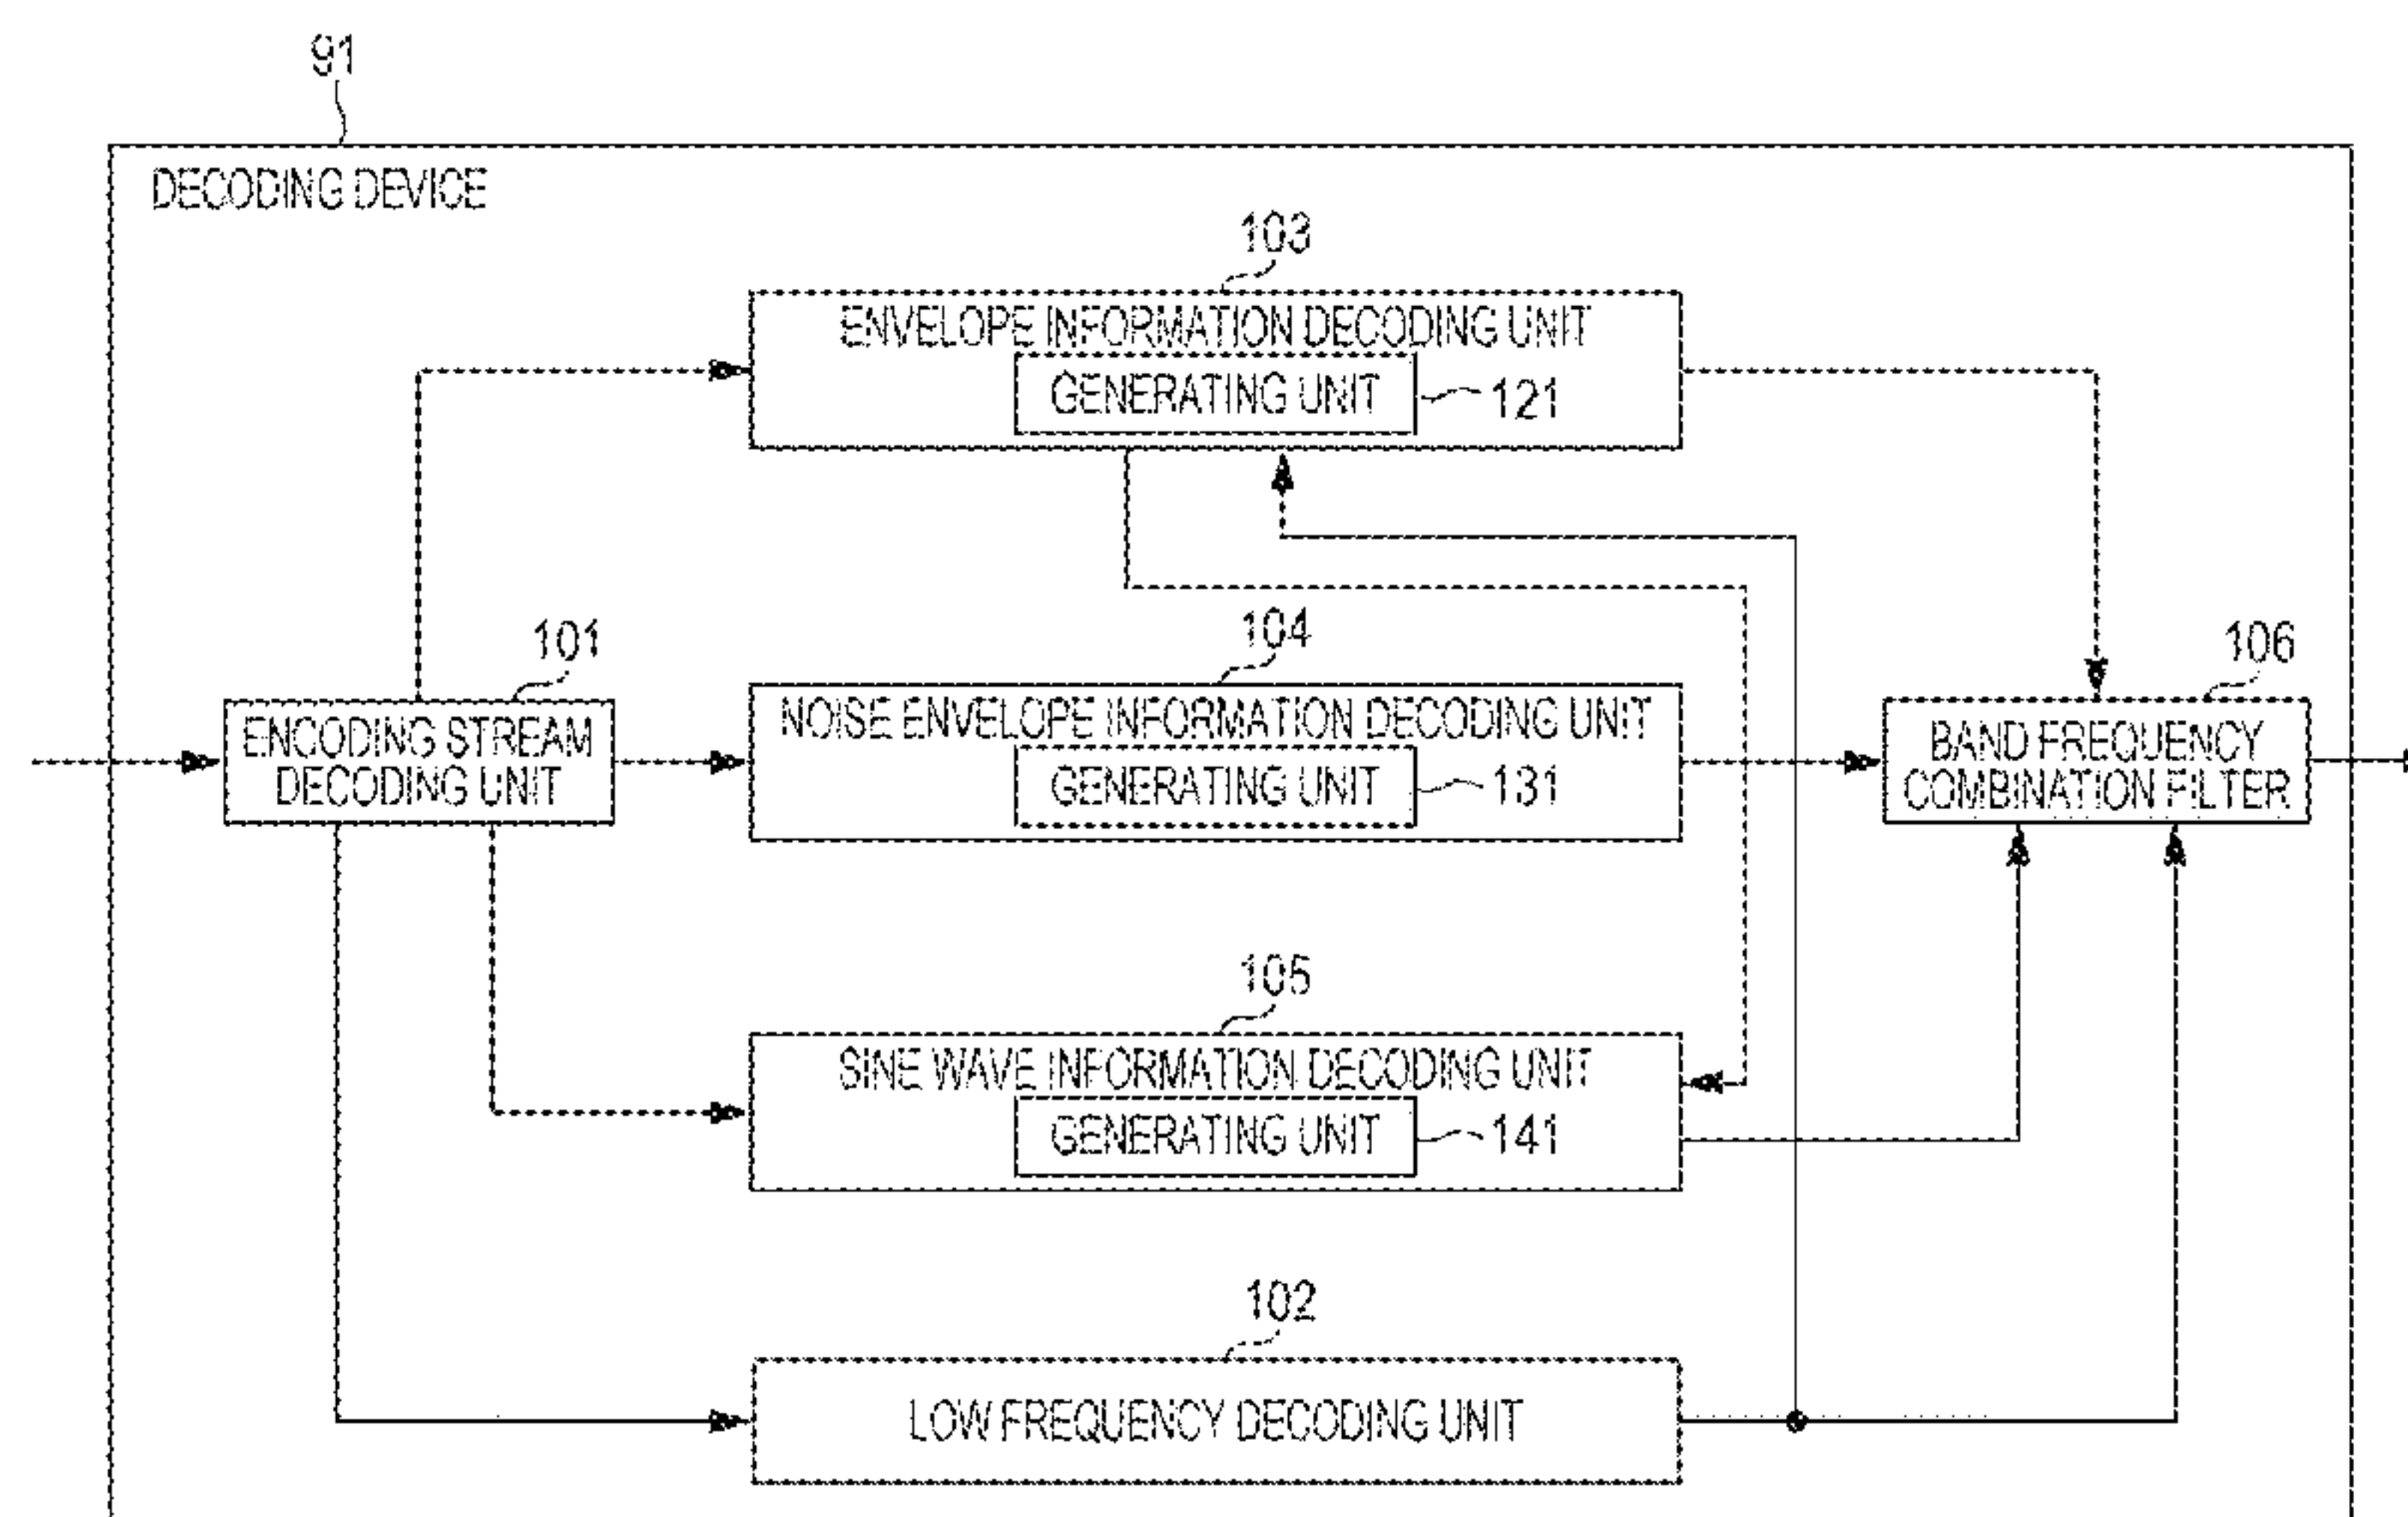 91
DECODING DEVICE
103
ENVELOPE INFORMATION DECODING UNIT
GENERATING UNIT
121
101
ENCODING STREAM
DECODING UNIT
104
NOISE ENVELOPE INFORMATION DECODING UNIT
GENERATING UNIT
131
106
BAND FREQUENCY
COMBINATION FILTER
105
SINE WAVE INFORMATION DECODING UNIT
GENERATING UNIT
141
102
LOW FREQUENCY DECODING UNIT